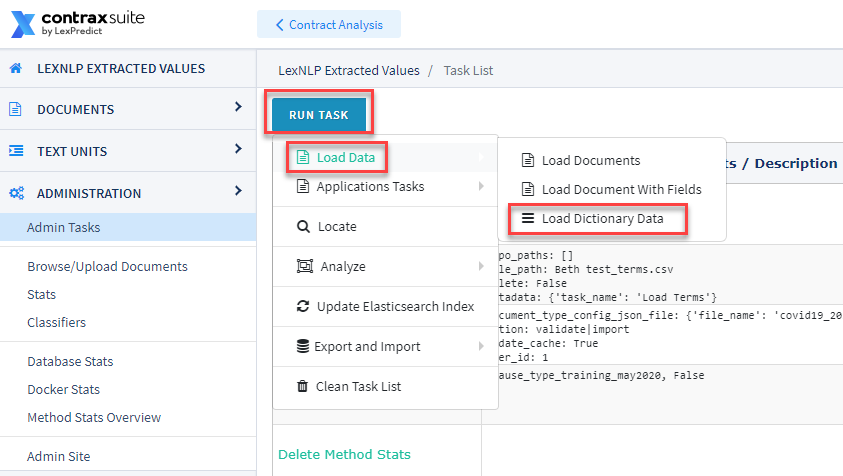 contraxsuite
by LexPredict
Contract Analysis
LEXNLP EXTRACTED VALUES
DOCUMENTS
TEXT UNITS
ADMINISTRATION
Admin Tasks
Browse/Upload Documents
Stats
Classifiers
Database Stats
Docker Stats
Method Stats Overview
Admin Site
LexNLP Extracted Values / Task List
RUN TASK
Load Data
Applications Tasks
Locate
Analyze
Update Elasticsearch Index
Export and Import
Clean Task List
Load Documents
Load Document With Fields
Load Dictionary Data
/ Description
po_paths: []
le_path: Beth test_terms.csv
lete: False
tadata: {'task_name': 'Load Terms'}
cument_type_config_json_file: {'file_name': 'covid19_20
tion: validate|import
date_cache: True
er_id: 1
ause_type_training_may2020, False
Delete Method Stats